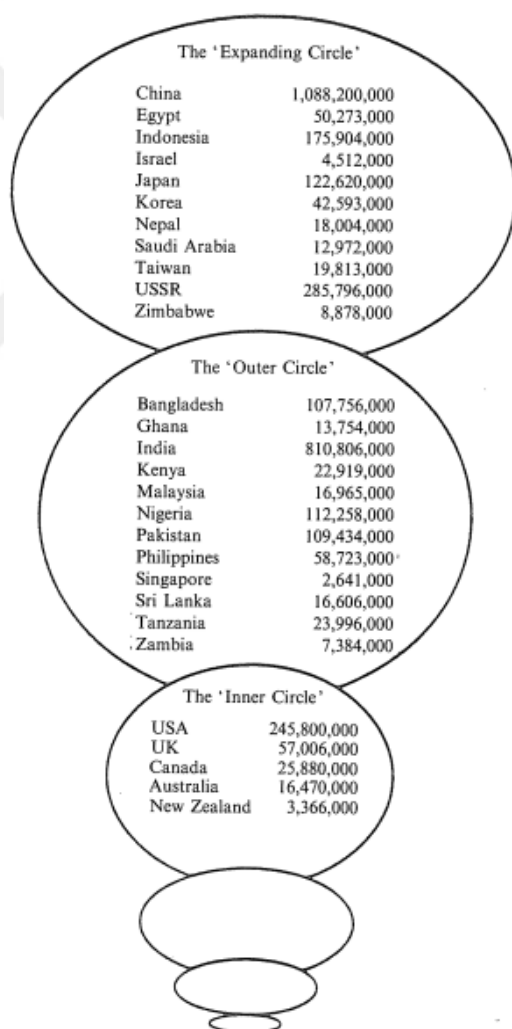 The 'Expanding Circle'
China 1,088,200,000
Egypt 50,273,000
Indonesia 175,904,000
Israel 4,512,000
Japan 122,620,000
Korea 42,593,000
Nepal 18,004,000
Saudi Arabia 12,972,000
Taiwan 19,813,000
USSR 285,796,000
Zimbabwe 8,878,000
The 'Outer Circle'
Bangladesh 107,756,000
Ghana 13,754,000
India 810,806,000
Kenya 22,919,000
Malaysia 16,965,000
Nigeria 112,258,000
Pakistan 109,434,000
Philippines 58,723,000
Singapore 2,641,000
Sri Lanka 16,606,000
Tanzania 23,996,000
Zambia 7,384,000
The 'Inner Circle'
USA 245,800,000
UK 57,006,000
Canada 25,880,000
Australia 16,470,000
New Zealand 3,366,000